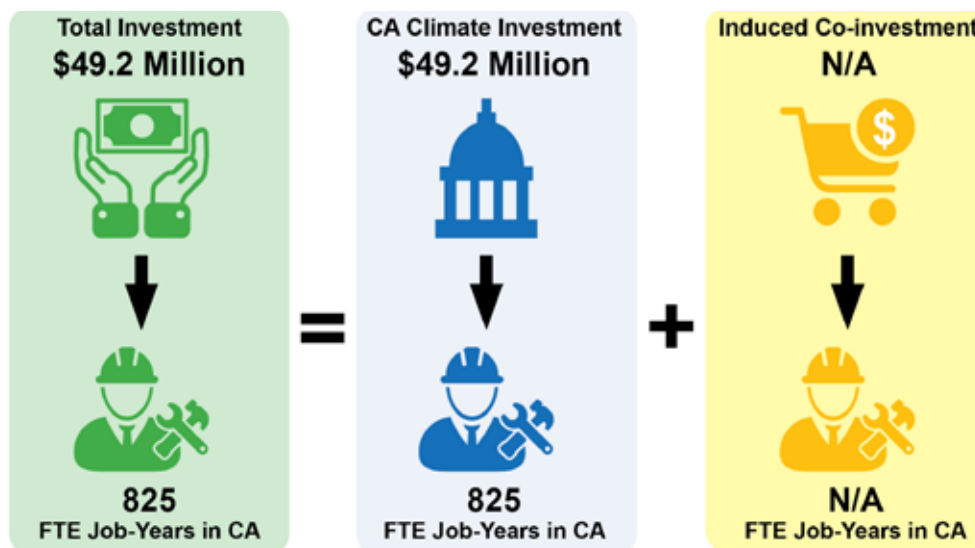 Total Investment
$49.2 Million
825
FTE Job-Years in CA
=
CA Climate Investment
$49.2 Million
825
FTE Job-Years in CA
+
Induced Co-investment
N/A
$
N/A
FTE Job-Years in CA